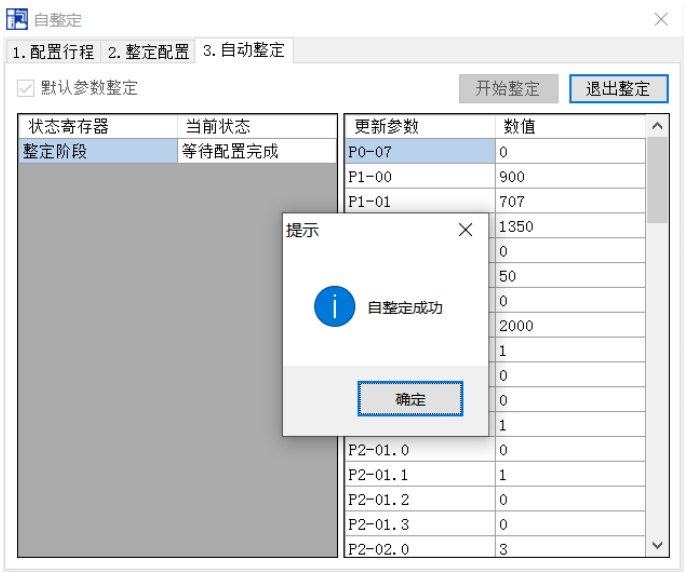 自整定
1.配置行程 2.整定配置 3.自动整定
默认参数整定 开始整定 退出整定
状态寄存器 当前状态 更新参数 数值
整定阶段 等待配置完成 P0-07 0
P1-00 900
P1-01 707
提示 1350
0
50
自整定成功 0
2000
1
0
确定 0
1
P2-01.0 0
P2-01.1 1
P2-01.2 0
P2-01.3 0
P2-02.0 3